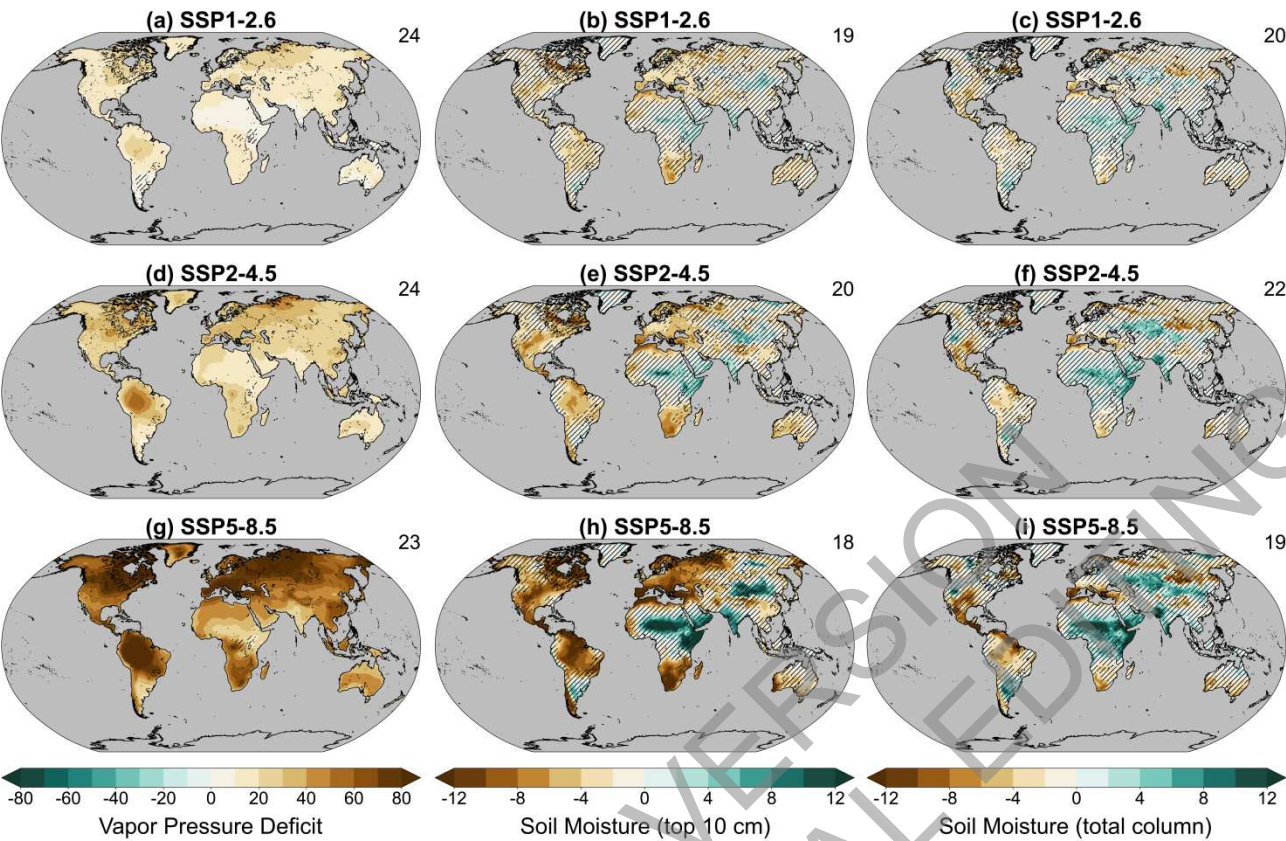 (a) SSP1-2.6
24
(b) SSP1-2.6
19
(c) SSP1-2.6
20
(d) SSP2-4.5
24
(e) SSP2-4.5
20
(f) SSP2-4.5
22
(g) SSP5-8.5
23
(h) SSP5-8.5
18
(i) SSP5-8.5
19
-80 -60 -40 -20 0 20 40 60 80
-12 -8 -4 0 4 8 12
-12 -8 -4 0 4 8 12
Vapor Pressure Deficit
Soil Moisture (top 10 cm)
Soil Moisture (total column)
VERSION
EDITING